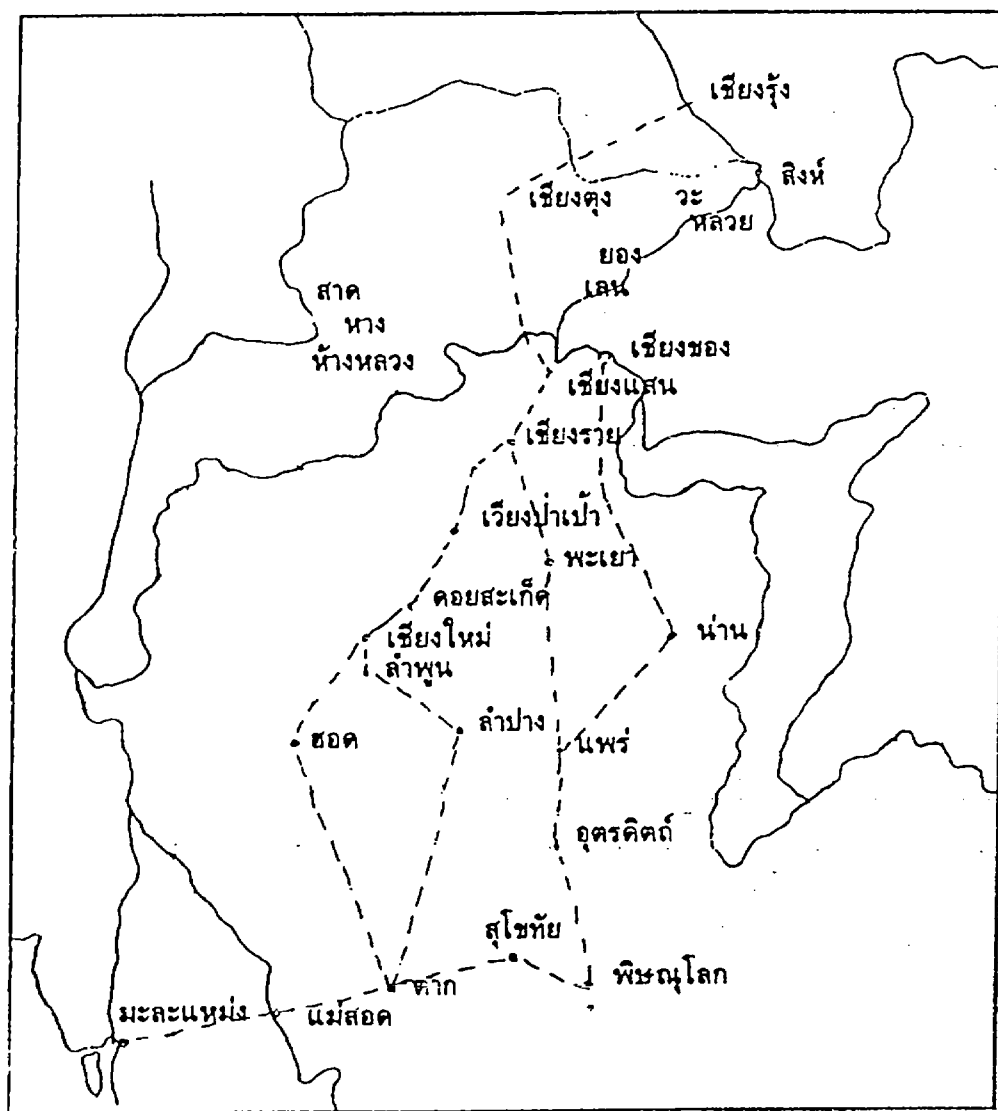 เชียงรุ้ง
สิงห์
เชียงตุง
วะ
หลวย
ยอง
เลน
สาด
หาง
ห้างหลวง
เชียงของ
เชียงแสน
เชียงราย
เวียงป่าเป้า
พะเยา
ดอยสะเก็ด
เชียงใหม่
ลำพูน
น่าน
ลำปาง
ฮอด
แพร่
อุตรดิตถ์
สุโขทัย
พิษณุโลก
ตาก
มะละแหม่ง
แม่สอด